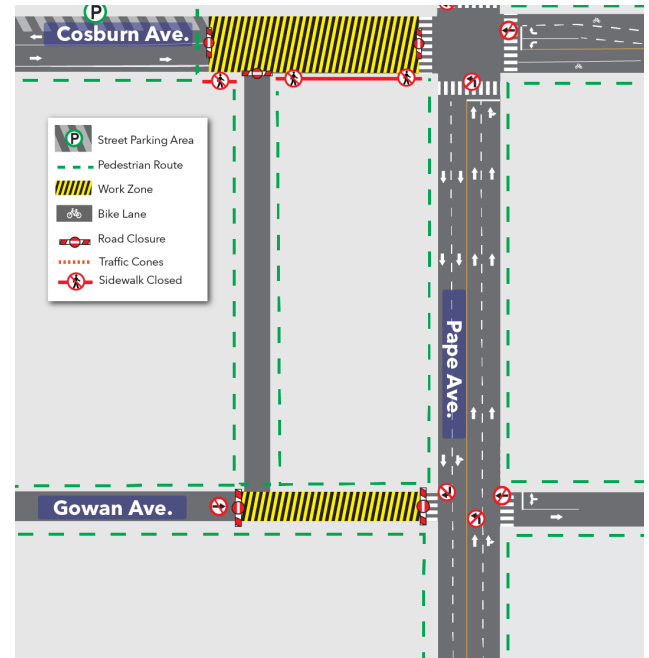 P
Cosburn Ave.
P
Street Parking Area
Pedestrian Route
Work Zone
Bike Lane
Road Closure
Traffic Cones
Sidewalk Closed
Pape Ave.
Gowan Ave.